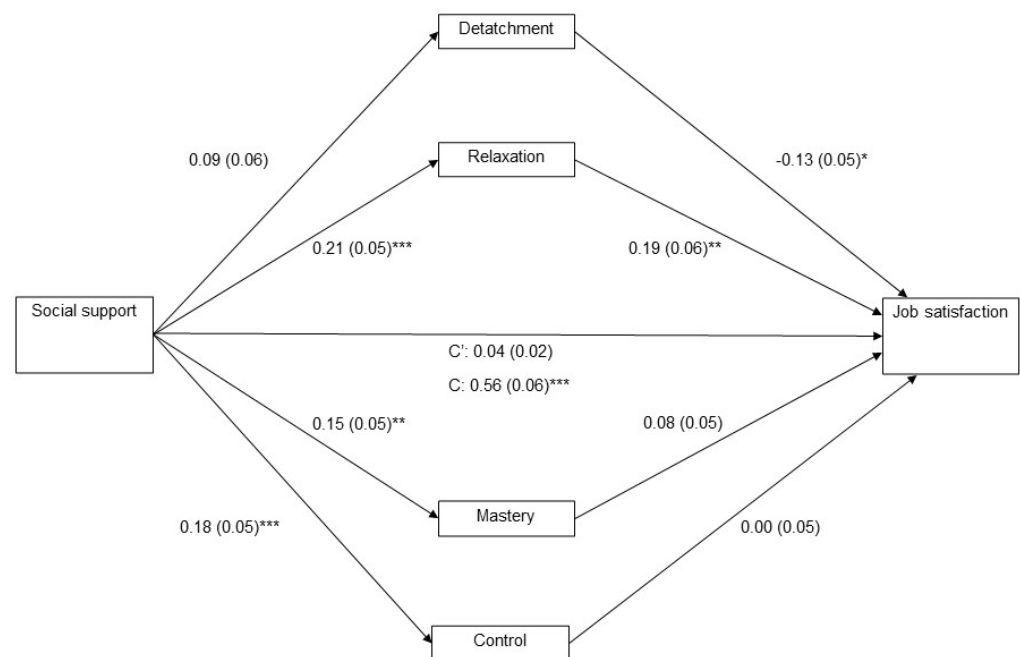 Detatchment
0.09 (0.06)
-0.13 (0.05)*
Relaxation
0.21 (0.05)***
0.19 (0.06)**
Social support
Job satisfaction
C’: 0.04 (0.02)
C: 0.56 (0.06)***
0.15 (0.05)**
0.08 (0.05)
Mastery
0.18 (0.05)***
0.00 (0.05)
Control